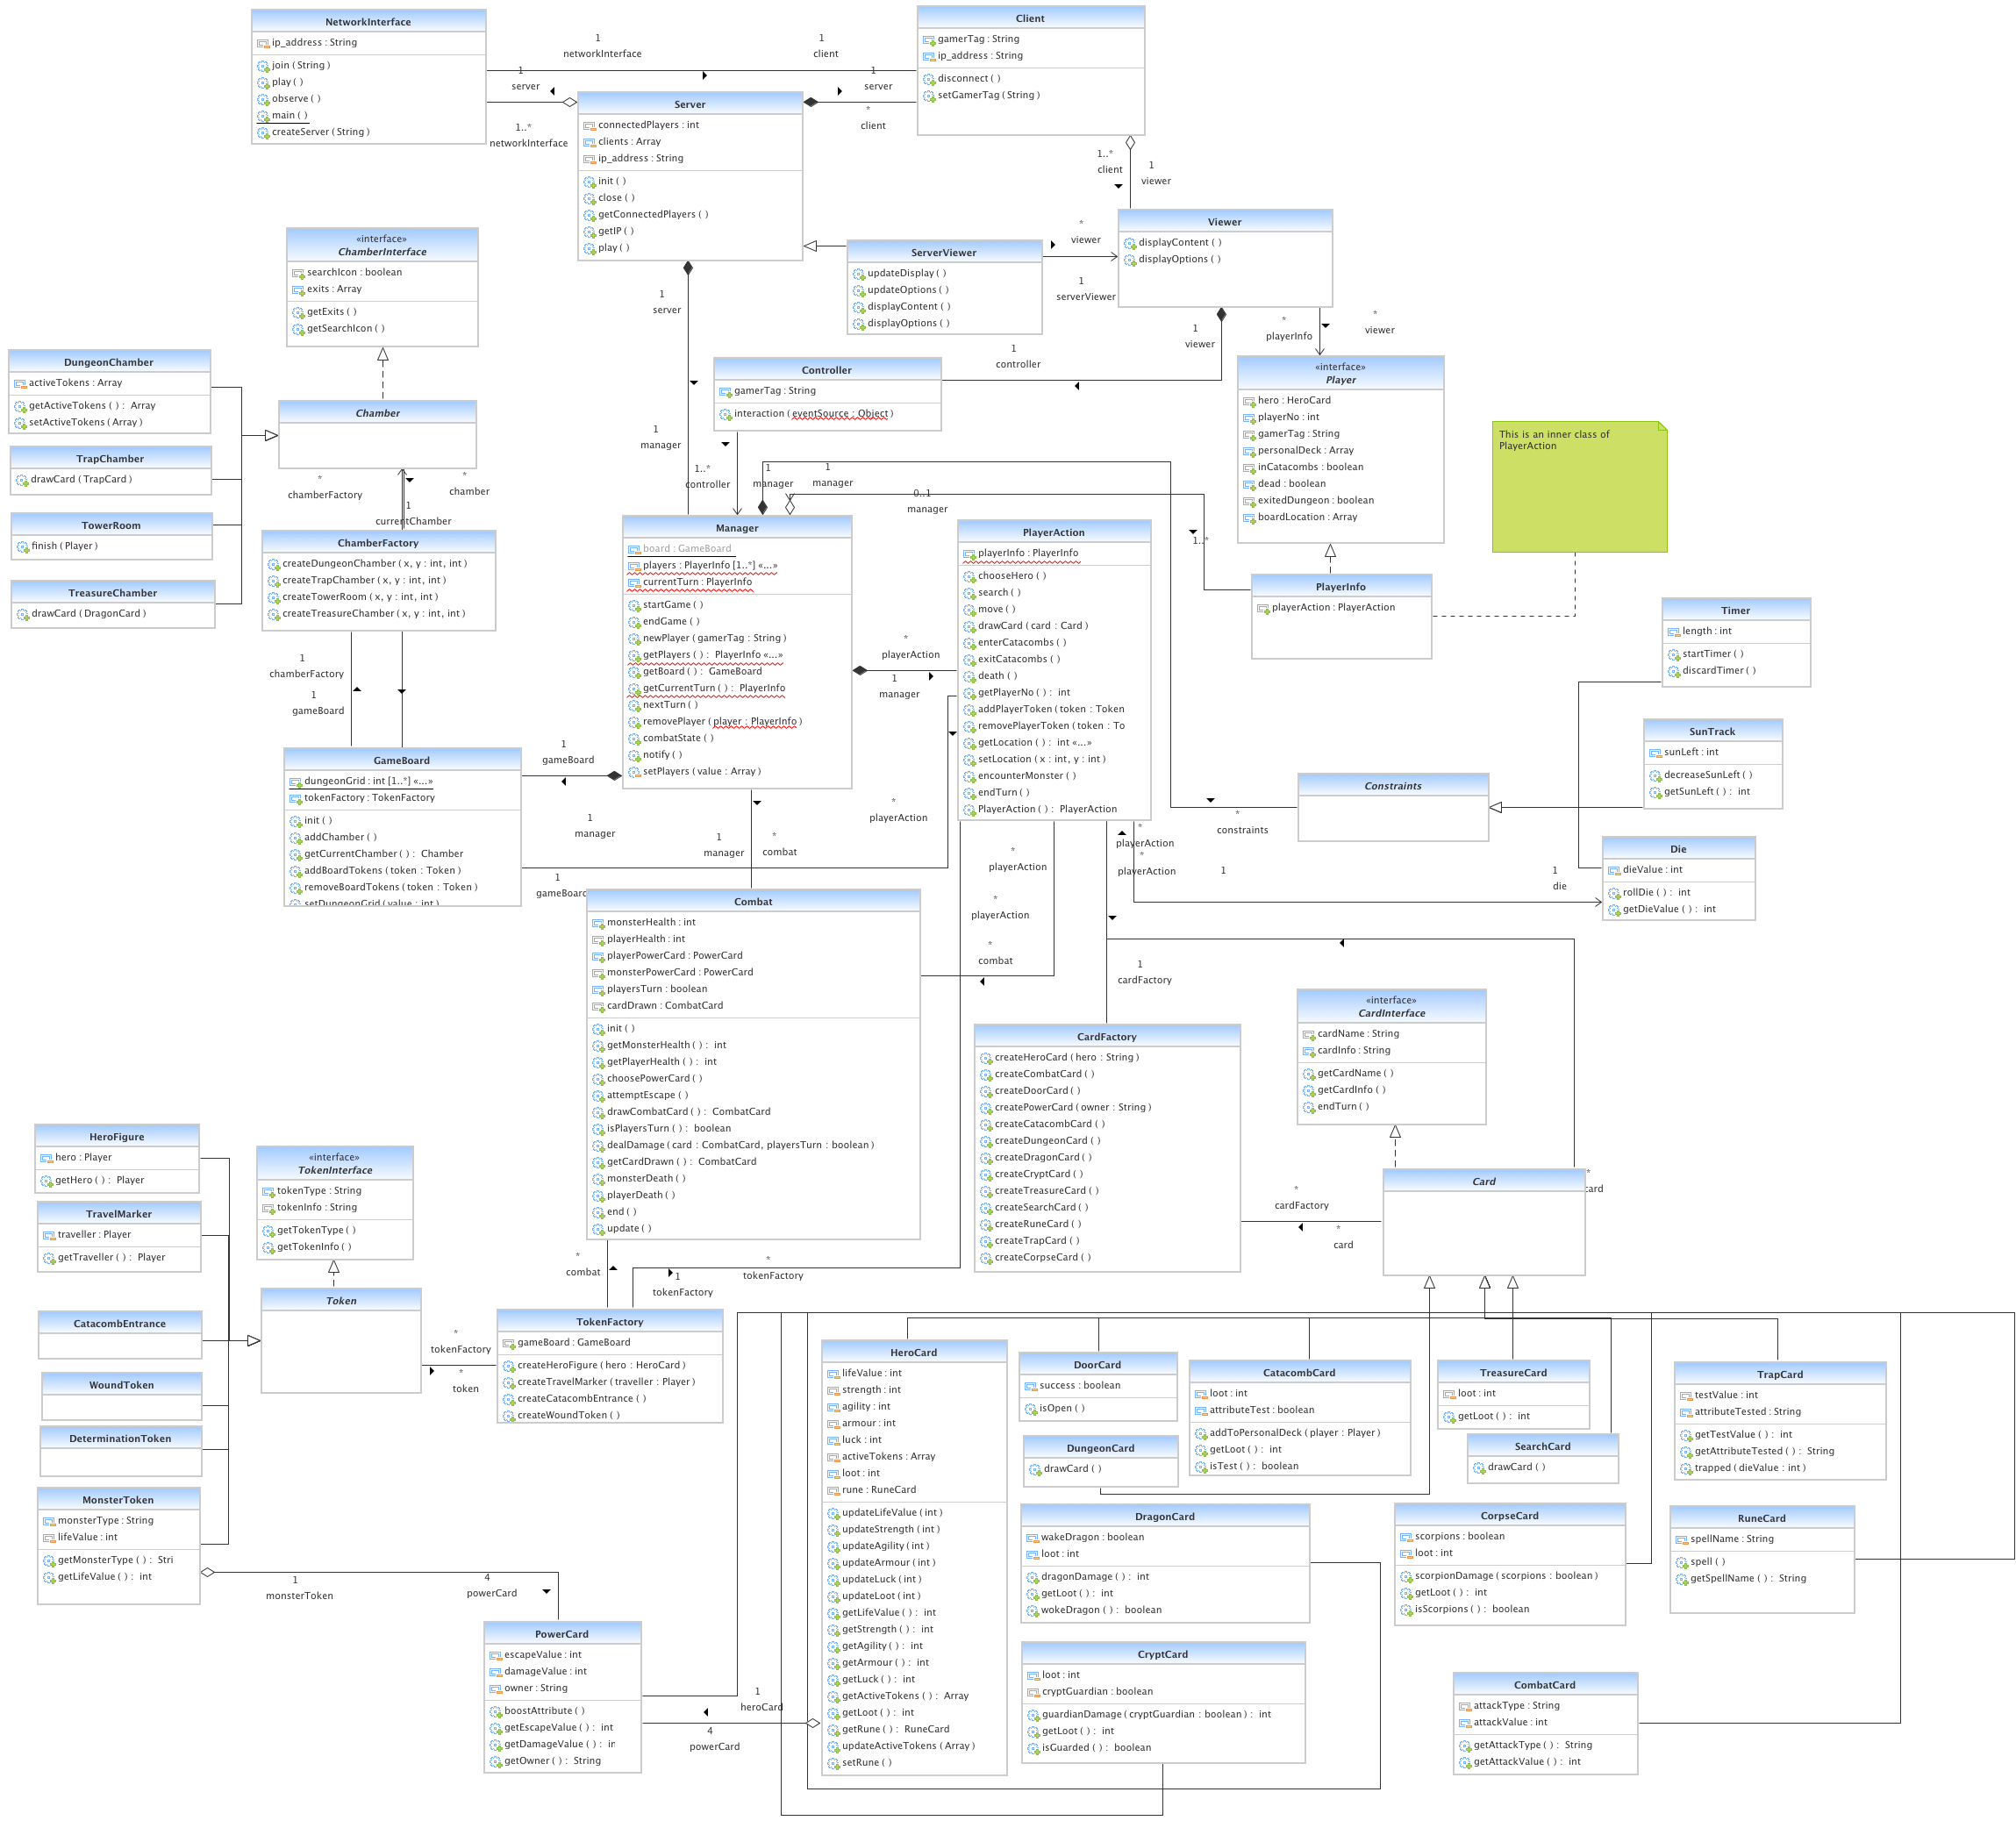 NetworkInterface
ip_address : String
join ( String )
play ( )
observe ( )
main ( )
createServer ( String )
1
networkInterface
1
client
1
server
1..*
networkInterface
Client
gamerTag : String
ip_address : String
disconnect ( )
setGamerTag ( String )
1
server
*
client
Server
connectedPlayers : int
clients : Array
ip_address : String
init ( )
close ( )
getConnectedPlayers ( )
getIP ( )
play ( )
1..*
client
1
viewer
Viewer
displayContent ( )
displayOptions ( )
ServerViewer
updateDisplay ( )
updateOptions ( )
displayContent ( )
displayOptions ( )
*
viewer
1
serverViewer
«interface»
ChamberInterface
searchIcon : boolean
exits : Array
getExits ( )
getSearchIcon ( )
1
server
1
manager
1
viewer
1
controller
*
playerInfo
*
viewer
Controller
gamerTag : String
interaction ( eventSource : Object )
«interface»
Player
hero : HeroCard
playerNo : int
gamerTag : String
personalDeck : Array
inCatacombs : boolean
dead : boolean
exitedDungeon : boolean
boardLocation : Array
This is an inner class of
PlayerAction
DungeonChamber
activeTokens : Array
getActiveTokens ( ) : Array
setActiveTokens ( Array )
TrapChamber
drawCard ( TrapCard )
TowerRoom
finish ( Player )
TreasureChamber
drawCard ( DragonCard )
Chamber
*
chamberFactory
*
chamber
1
currentChamber
ChamberFactory
createDungeonChamber ( x, y : int, int )
createTrapChamber ( x, y : int, int )
createTowerRoom ( x, y : int, int )
createTreasureChamber ( x, y : int, int )
1
chamberFactory
1
gameBoard
1..*
controller
1
manager
1
manager
0..1
manager
1..*
Manager
board : GameBoard
players : PlayerInfo [1..*] «...»
currentTurn : PlayerInfo
startGame ( )
endGame ( )
newPlayer ( gamerTag : String )
getPlayers ( ) : PlayerInfo «...»
getBoard ( ) : GameBoard
getCurrentTurn ( ) : PlayerInfo
nextTurn ( )
removePlayer ( player : PlayerInfo )
combatState ( )
notify ( )
setPlayers ( value : Array )
*
playerAction
1
manager
PlayerAction
playerInfo : PlayerInfo
chooseHero ( )
search ( )
move ( )
drawCard ( card : Card )
enterCatacombs ( )
exitCatacombs ( )
death ( )
getPlayerNo ( ) : int
addPlayerToken ( token : Token
removePlayerToken ( token : To
getLocation ( ) : int «...»
setLocation ( x : int, y : int )
encounterMonster ( )
endTurn ( )
PlayerAction ( ) : PlayerAction
PlayerInfo
playerAction : PlayerAction
Timer
length : int
startTimer ( )
discardTimer ( )
SunTrack
sunLeft : int
decreaseSunLeft ( )
getSunLeft ( ) : int
Constraints
*
constraints
Die
dieValue : int
rollDie ( ) : int
getDieValue ( ) : int
1
die
1
GameBoard
dungeonGrid : int [1..*] «...»
tokenFactory : TokenFactory
init ( )
addChamber ( )
getCurrentChamber ( ) : Chamber
addBoardTokens ( token : Token )
removeBoardTokens ( token : Token )
setDungeonGrid ( value : int )
1
gameBoard
1
manager
1
gameBoard
1
manager
*
combat
*
playerAction
*
playerAction
*
playerAction
*
playerAction
*
playerAction
*
combat
1
cardFactory
Combat
monsterHealth : int
playerHealth : int
playerPowerCard : PowerCard
monsterPowerCard : PowerCard
playersTurn : boolean
cardDrawn : CombatCard
init ( )
getMonsterHealth ( ) : int
getPlayerHealth ( ) : int
choosePowerCard ( )
attemptEscape ( )
drawCombatCard ( ) : CombatCard
isPlayersTurn ( ) : boolean
dealDamage ( card : CombatCard, playersTurn : boolean )
getCardDrawn ( ) : CombatCard
monsterDeath ( )
playerDeath ( )
end ( )
update ( )
CardFactory
createHeroCard ( hero : String )
createCombatCard ( )
createDoorCard ( )
createPowerCard ( owner : String )
createCatacombCard ( )
createDungeonCard ( )
createDragonCard ( )
createCryptCard ( )
createTreasureCard ( )
createSearchCard ( )
createRuneCard ( )
createTrapCard ( )
createCorpseCard ( )
«interface»
CardInterface
cardName : String
cardInfo : String
getCardName ( )
getCardInfo ( )
endTurn ( )
Card
*
card
*
cardFactory
*
card
HeroFigure
hero : Player
getHero ( ) : Player
TravelMarker
traveller : Player
getTraveller ( ) : Player
CatacombEntrance
WoundToken
DeterminationToken
MonsterToken
monsterType : String
lifeValue : int
getMonsterType ( ) : Stri
getLifeValue ( ) : int
«interface»
TokenInterface
tokenType : String
tokenInfo : String
getTokenType ( )
getTokenInfo ( )
Token
*
tokenFactory
*
token
*
combat
1
tokenFactory
*
tokenFactory
TokenFactory
gameBoard : GameBoard
createHeroFigure ( hero : HeroCard )
createTravelMarker ( traveller : Player )
createCatacombEntrance ( )
createWoundToken ( )
1
monsterToken
4
powerCard
PowerCard
escapeValue : int
damageValue : int
owner : String
boostAttribute ( )
getEscapeValue ( ) : int
getDamageValue ( ) : ir
getOwner ( ) : String
1
heroCard
4
powerCard
HeroCard
lifeValue : int
strength : int
agility : int
armour : int
luck : int
activeTokens : Array
loot : int
rune : RuneCard
updateLifeValue ( int )
updateStrength ( int )
updateAgility ( int )
updateArmour ( int )
updateLuck ( int )
updateLoot ( int )
getLifeValue ( ) : int
getStrength ( ) : int
getAgility ( ) : int
getArmour ( ) : int
getLuck ( ) : int
getActiveTokens ( ) : Array
getLoot ( ) : int
getRune ( ) : RuneCard
updateActiveTokens ( Array )
setRune ( )
DoorCard
success : boolean
isOpen ( )
DungeonCard
drawCard ( )
CatacombCard
loot : int
attributeTest : boolean
addToPersonalDeck ( player : Player )
getLoot ( ) : int
isTest ( ) : boolean
TreasureCard
loot : int
getLoot ( ) : int
SearchCard
drawCard ( )
TrapCard
testValue : int
attributeTested : String
getTestValue ( ) : int
getAttributeTested ( ) : String
trapped ( dieValue : int )
DragonCard
wakeDragon : boolean
loot : int
dragonDamage ( ) : int
getLoot ( ) : int
wokeDragon ( ) : boolean
CorpseCard
scorpions : boolean
loot : int
scorpionDamage ( scorpions : boolean )
getLoot ( ) : int
isScorpions ( ) : boolean
RuneCard
spellName : String
spell ( )
getSpellName ( ) : String
CryptCard
loot : int
cryptGuardian : boolean
guardianDamage ( cryptGuardian : boolean ) : int
getLoot ( ) : int
isGuarded ( ) : boolean
CombatCard
attackType : String
attackValue : int
getAttackType ( ) : String
getAttackValue ( ) : int